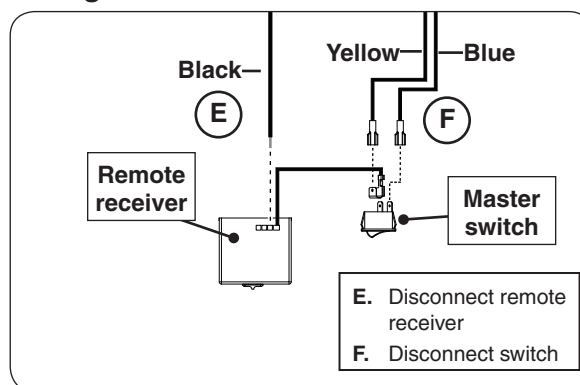 Yellow
Blue
Black
E
F
Remote
receiver
Master
switch
E. Disconnect remote
receiver
F. Disconnect switch